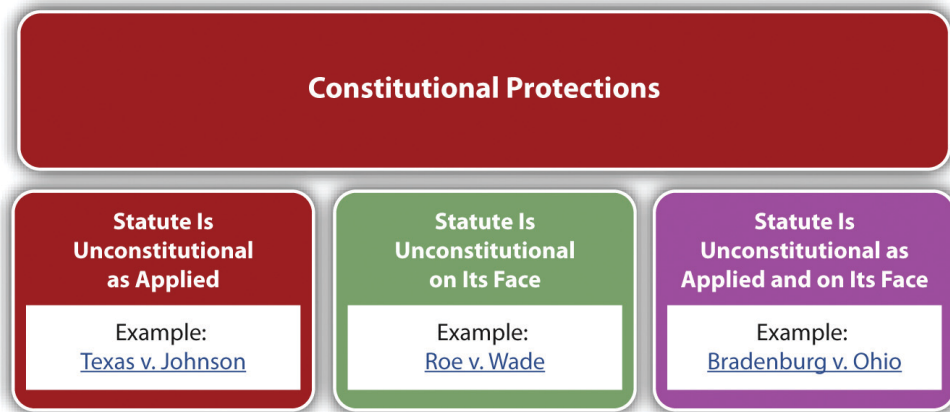 Constitutional Protections
Statute Is
Unconstitutional
as Applied
Example:
Texas v. Johnson
Statute Is
Unconstitutional
on Its Face
Example:
Roe v. Wade
Statute Is
Unconstitutional as
Applied and on Its Face
Example:
Bradenburg v. Ohio